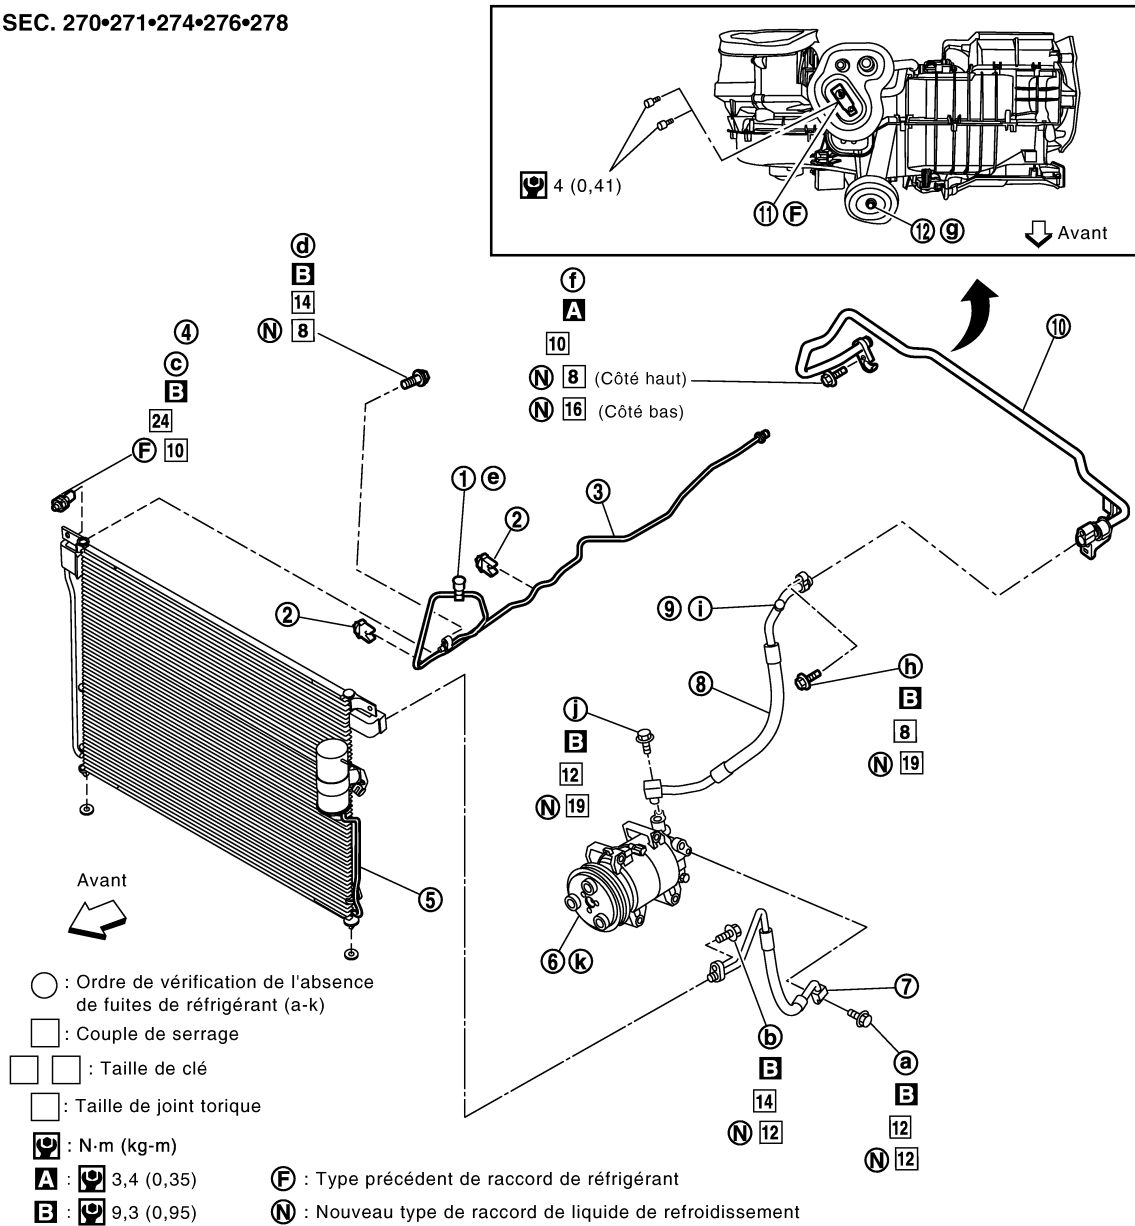 SEC. 270•271•274•276•278
4 (0,41)
11 F
12 g
Avant
d
B
14
N 8
4
c
B
24
F 10
f
A
10
N 8 (Côté haut)
N 16 (Côté bas)
10
1 e
2
3
2
9 i
8
h
B
8
N 19
j
B
12
N 19
Avant
5
6 k
7
b
B
14
N 12
a
B
12
N 12
: Ordre de vérification de l'absence
de fuites de réfrigérant (a-k)
: Couple de serrage
: Taille de clé
: Taille de joint torique
: N·m (kg-m)
A : 3,4 (0,35)
B : 9,3 (0,95)
F : Type précédent de raccord de réfrigérant
N : Nouveau type de raccord de liquide de refroidissement